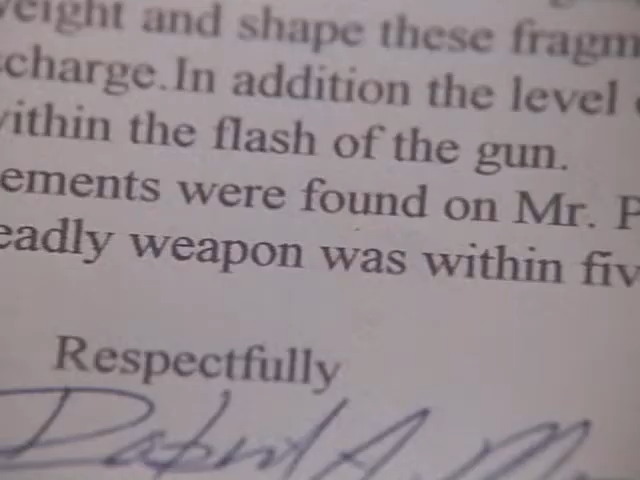 eight and shape these fragm
charge.In addition the level
within the flash of the gun.
ements were found on Mr. P
eadly weapon was within fiv
Respectfully